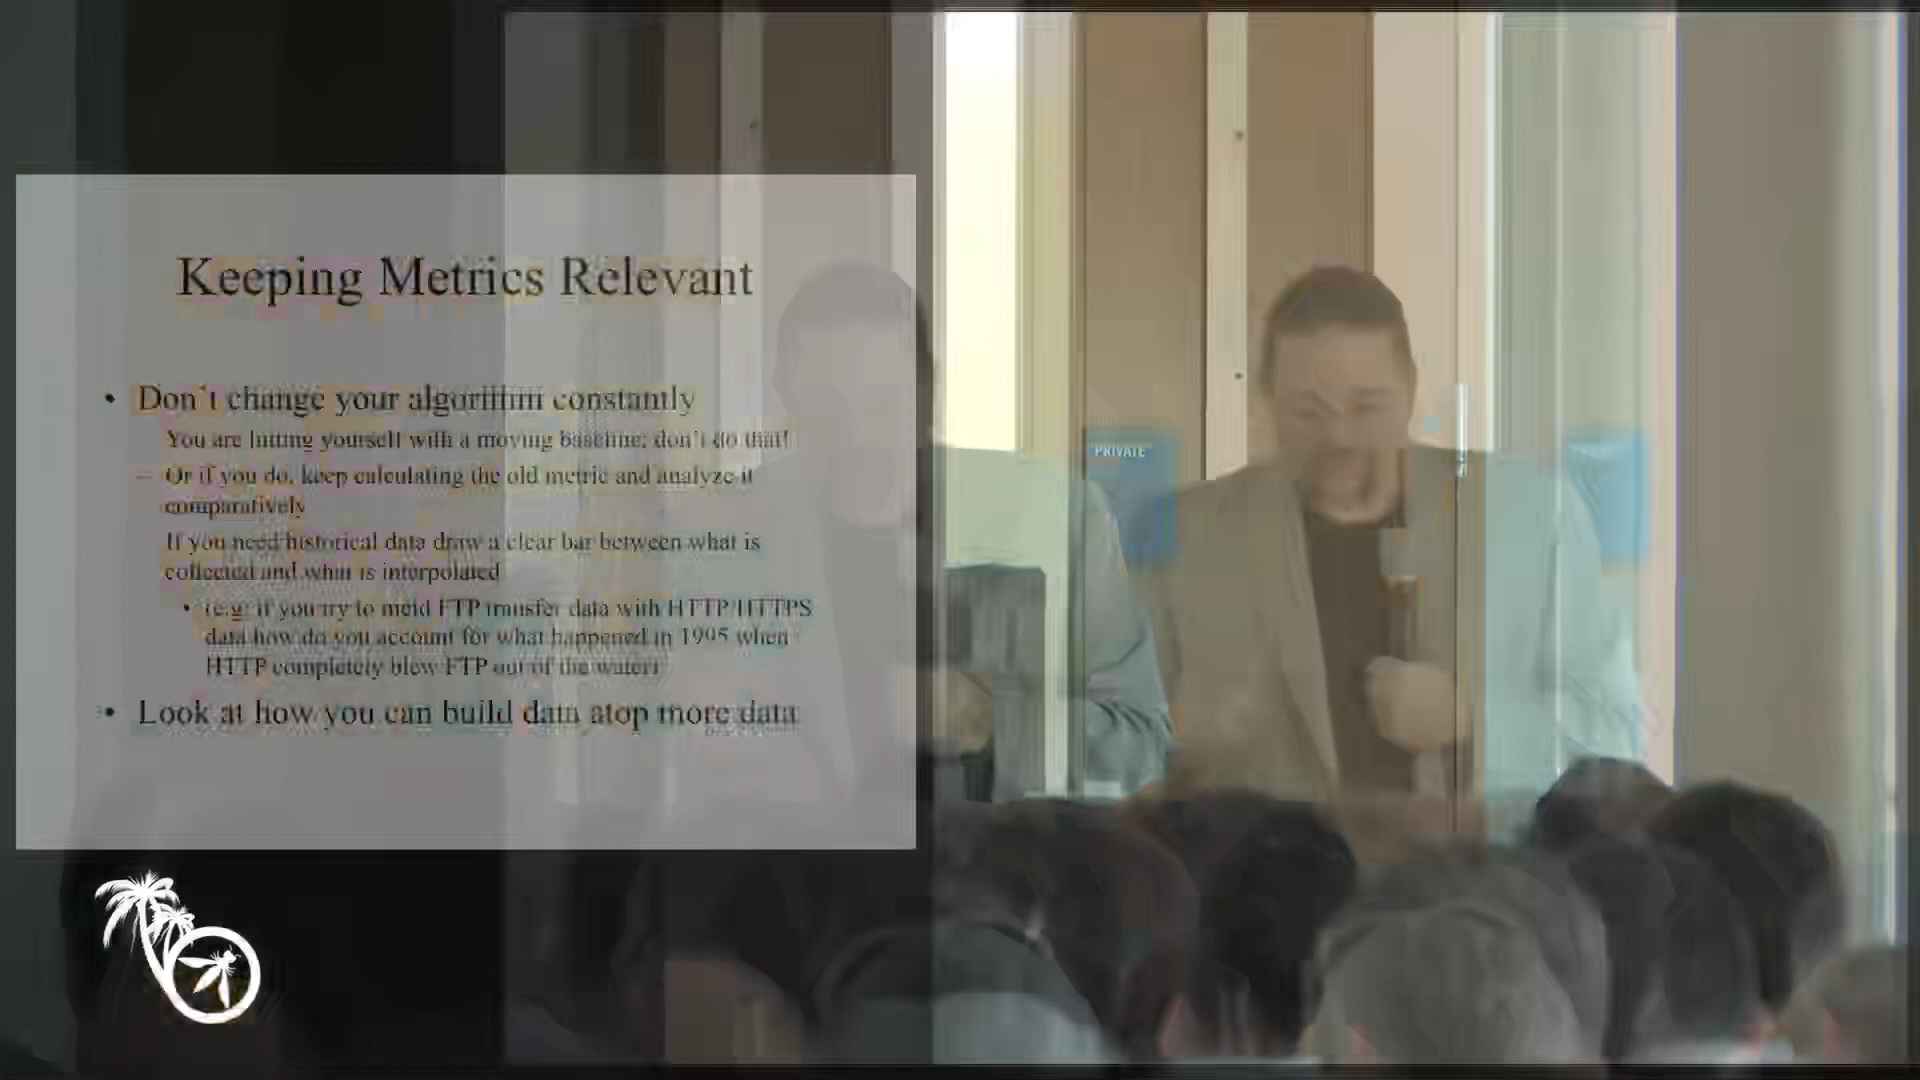 Keeping Metrics Relevant
• Don't change your algorithm constantly
You are hitting yourself with a moving baseline; don't do that!
– Or if you do, keep calculating the old metric and analyze it
comparatively
If you need historical data draw a clear bar between what is
collected and what is interpolated
• (e.g. if you try to meld FTP transfer data with HTTP/HTTPS
data how do you account for what happened in 1995 when
HTTP completely blew FTP out of the water)
• Look at how you can build data atop more data
PRIVATE